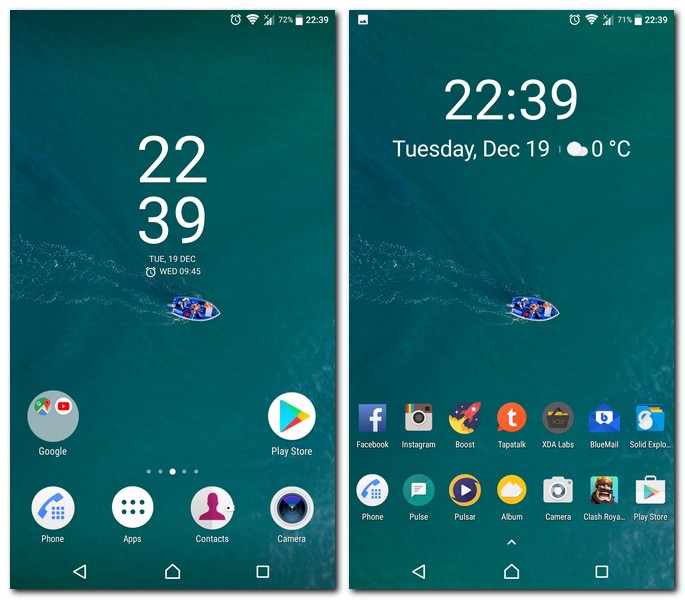 72% 22:39
22
39
TUE, 19 DEC
WED 09:45
Google
Play Store
Phone
Apps
Contacts
Camera
71% 22:39
22:39
Tuesday, Dec 19
0 °C
Facebook
Instagram
Boost
Tapatalk
XDA Labs
BlueMail
Solid Explo...
Phone
Pulse
Pulsar
Album
Camera
Clash Roya...
Play Store